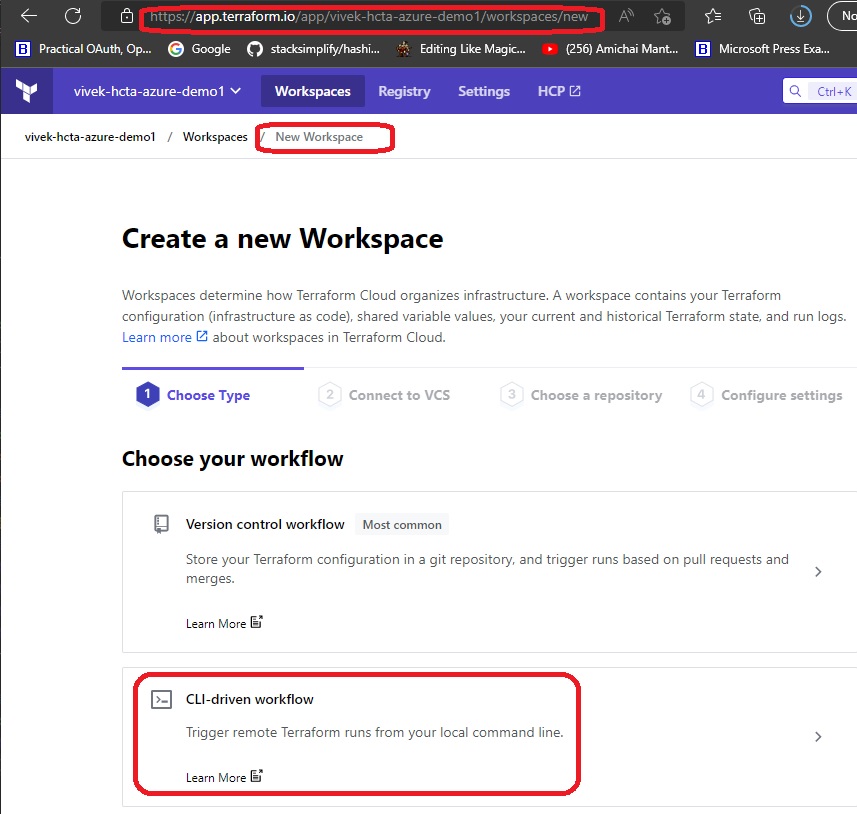 https://app.terraform.io/app/vivek-hcta-azure-demo1/workspaces/new
Practical OAuth, Op... Google stacksimplify/hashi... Editing Like Magic... (256) Amichai Mant... Microsoft Press Exa...
vivek-hcta-azure-demo1 Workspaces Registry Settings HCP Ctrl+K
vivek-hcta-azure-demo1 / Workspaces / New Workspace
Create a new Workspace
Workspaces determine how Terraform Cloud organizes infrastructure. A workspace contains your Terraform
configuration (infrastructure as code), shared variable values, your current and historical Terraform state, and run logs.
Learn more about workspaces in Terraform Cloud.
1 Choose Type 2 Connect to VCS 3 Choose a repository 4 Configure settings
Choose your workflow
Version control workflow Most common
Store your Terraform configuration in a git repository, and trigger runs based on pull requests and
merges.
Learn More
CLI-driven workflow
Trigger remote Terraform runs from your local command line.
Learn More